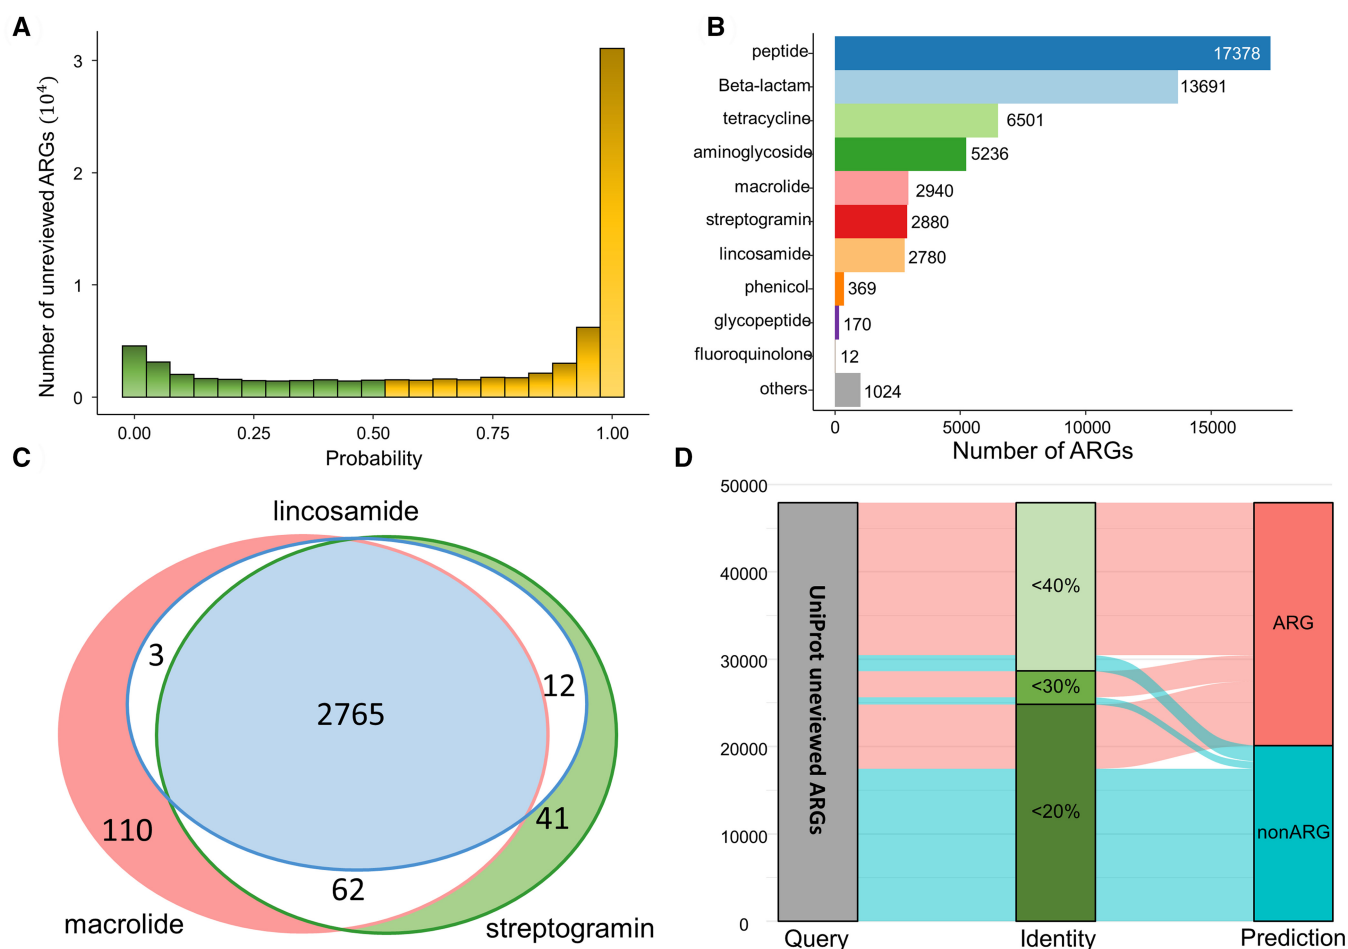 A
Number of unreviewed ARGs (10⁴)
3
2
1
0
0.00 0.25 0.50 0.75 1.00
Probability
B
peptide 17378
Beta-lactam 13691
tetracycline 6501
aminoglycoside 5236
macrolide 2940
streptogramin 2880
lincosamide 2780
phenicol 369
glycopeptide 170
fluoroquinolone 12
others 1024
0 5000 10000 15000
Number of ARGs
C
lincosamide
3
12
2765
110
41
62
macrolide
streptogramin
D
50000
40000
30000
20000
10000
0
UniProt uneviewed ARGs
<40%
<30%
<20%
ARG
nonARG
Query Identity Prediction